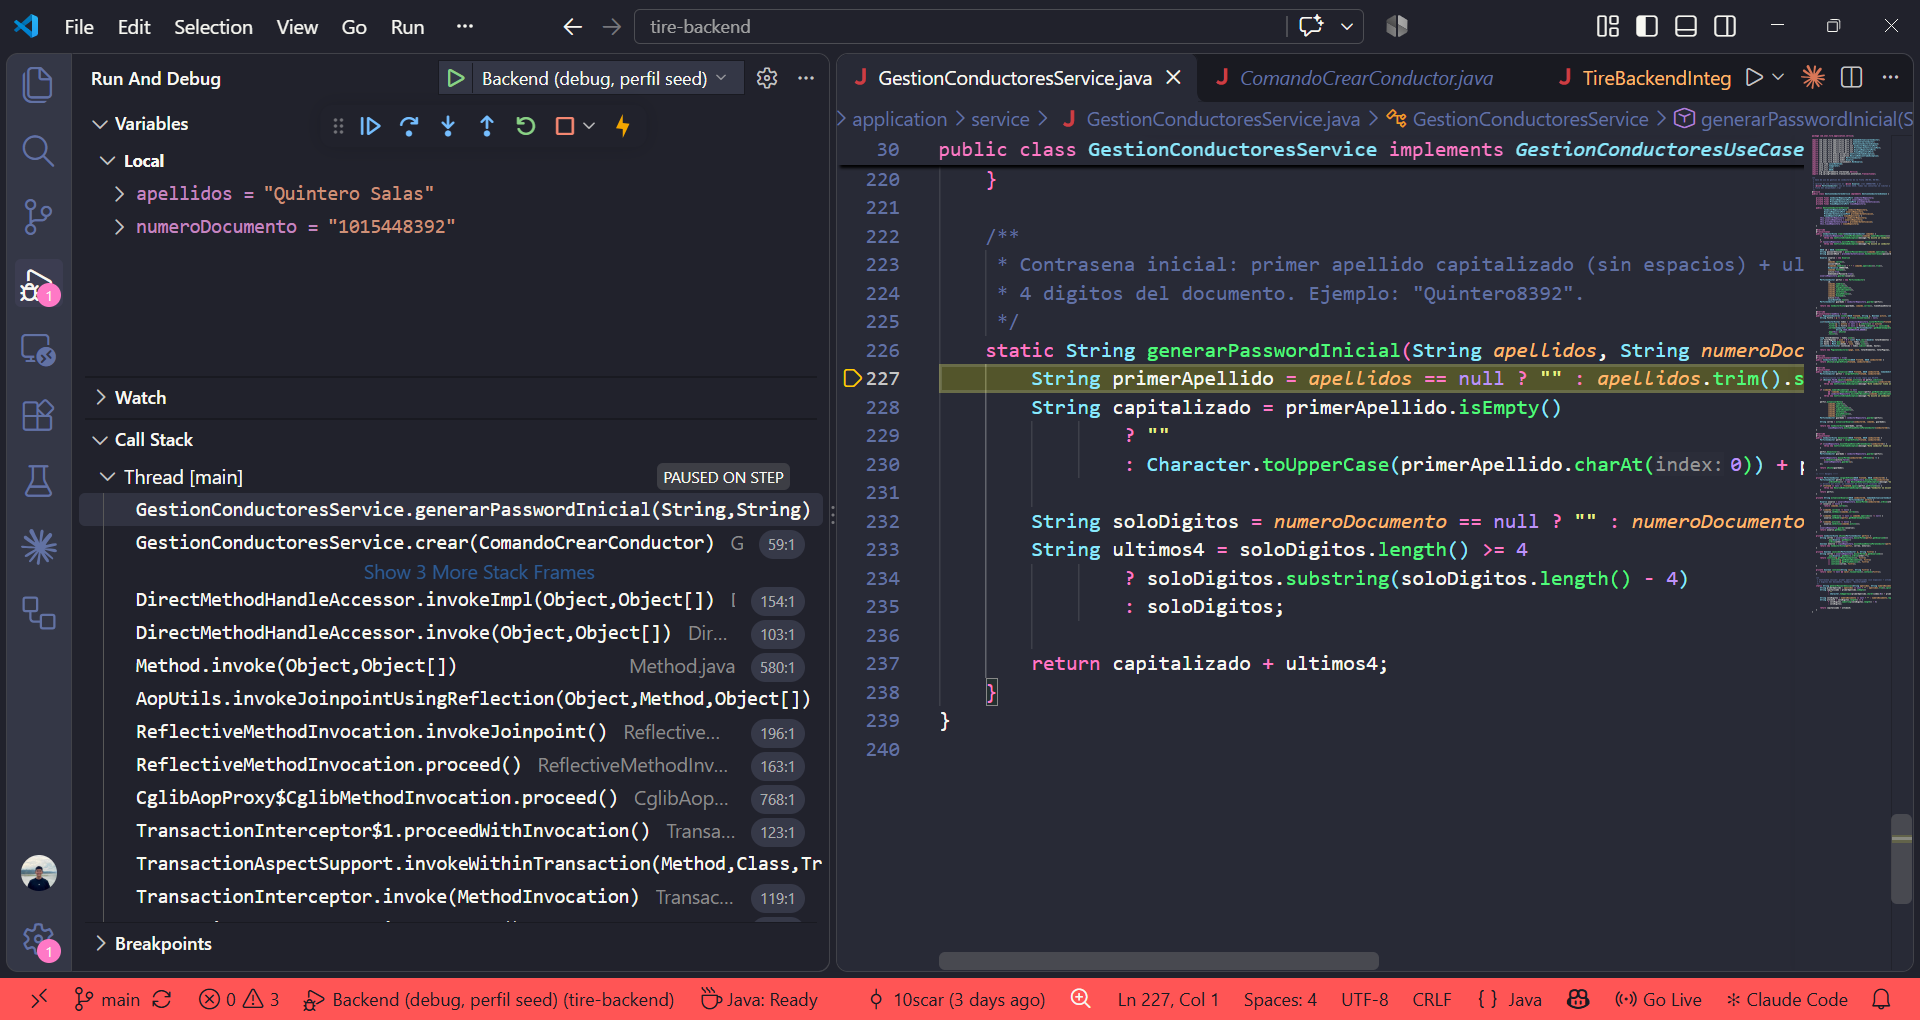 File Edit Selection View Go Run ··· tire-backend
Run And Debug Backend (debug, perfil seed)
Variables
Local
apellidos = "Quintero Salas"
numeroDocumento = "1015448392"
Watch
Call Stack
Thread [main] PAUSED ON STEP
GestionConductoresService.generarPasswordInicial(String,String)
GestionConductoresService.crear(ComandoCrearConductor) G 59:1
Show 3 More Stack Frames
DirectMethodHandleAccessor.invokeImpl(Object,Object[]) 154:1
DirectMethodHandleAccessor.invoke(Object,Object[]) Dir... 103:1
Method.invoke(Object,Object[]) Method.java 580:1
AopUtils.invokeJoinpointUsingReflection(Object,Method,Object[])
ReflectiveMethodInvocation.invokeJoinpoint() Reflective... 196:1
ReflectiveMethodInvocation.proceed() ReflectiveMethodInv... 163:1
CglibAopProxy$CglibMethodInvocation.proceed() CglibAop... 768:1
TransactionInterceptor$1.proceedWithInvocation() Transa... 123:1
TransactionAspectSupport.invokeWithinTransaction(Method,Class,Tr
TransactionInterceptor.invoke(MethodInvocation) Transac... 119:1
Breakpoints
1
1
J GestionConductoresService.java J ComandoCrearConductor.java J TireBackendInteg
application > service > J GestionConductoresService.java > GestionConductoresService > generarPasswordInicial(S
30 public class GestionConductoresService implements GestionConductoresUseCase
220 }
221
222 /**
223 * Contrasena inicial: primer apellido capitalizado (sin espacios) + ul
224 * 4 digitos del documento. Ejemplo: "Quintero8392".
225 */
226 static String generarPasswordInicial(String apellidos, String numeroDoc
227 String primerApellido = apellidos == null ? "" : apellidos.trim().s
228 String capitalizado = primerApellido.isEmpty()
229 ? ""
230 : Character.toUpperCase(primerApellido.charAt(index: 0)) + p
231
232 String soloDigitos = numeroDocumento == null ? "" : numeroDocumento
233 String ultimos4 = soloDigitos.length() >= 4
234 ? soloDigitos.substring(soloDigitos.length() - 4)
235 : soloDigitos;
236
237 return capitalizado + ultimos4;
238 }
239 }
240
main 0 3 Backend (debug, perfil seed) (tire-backend) Java: Ready 10scar (3 days ago) Ln 227, Col 1 Spaces: 4 UTF-8 CRLF {} Java Go Live Claude Code